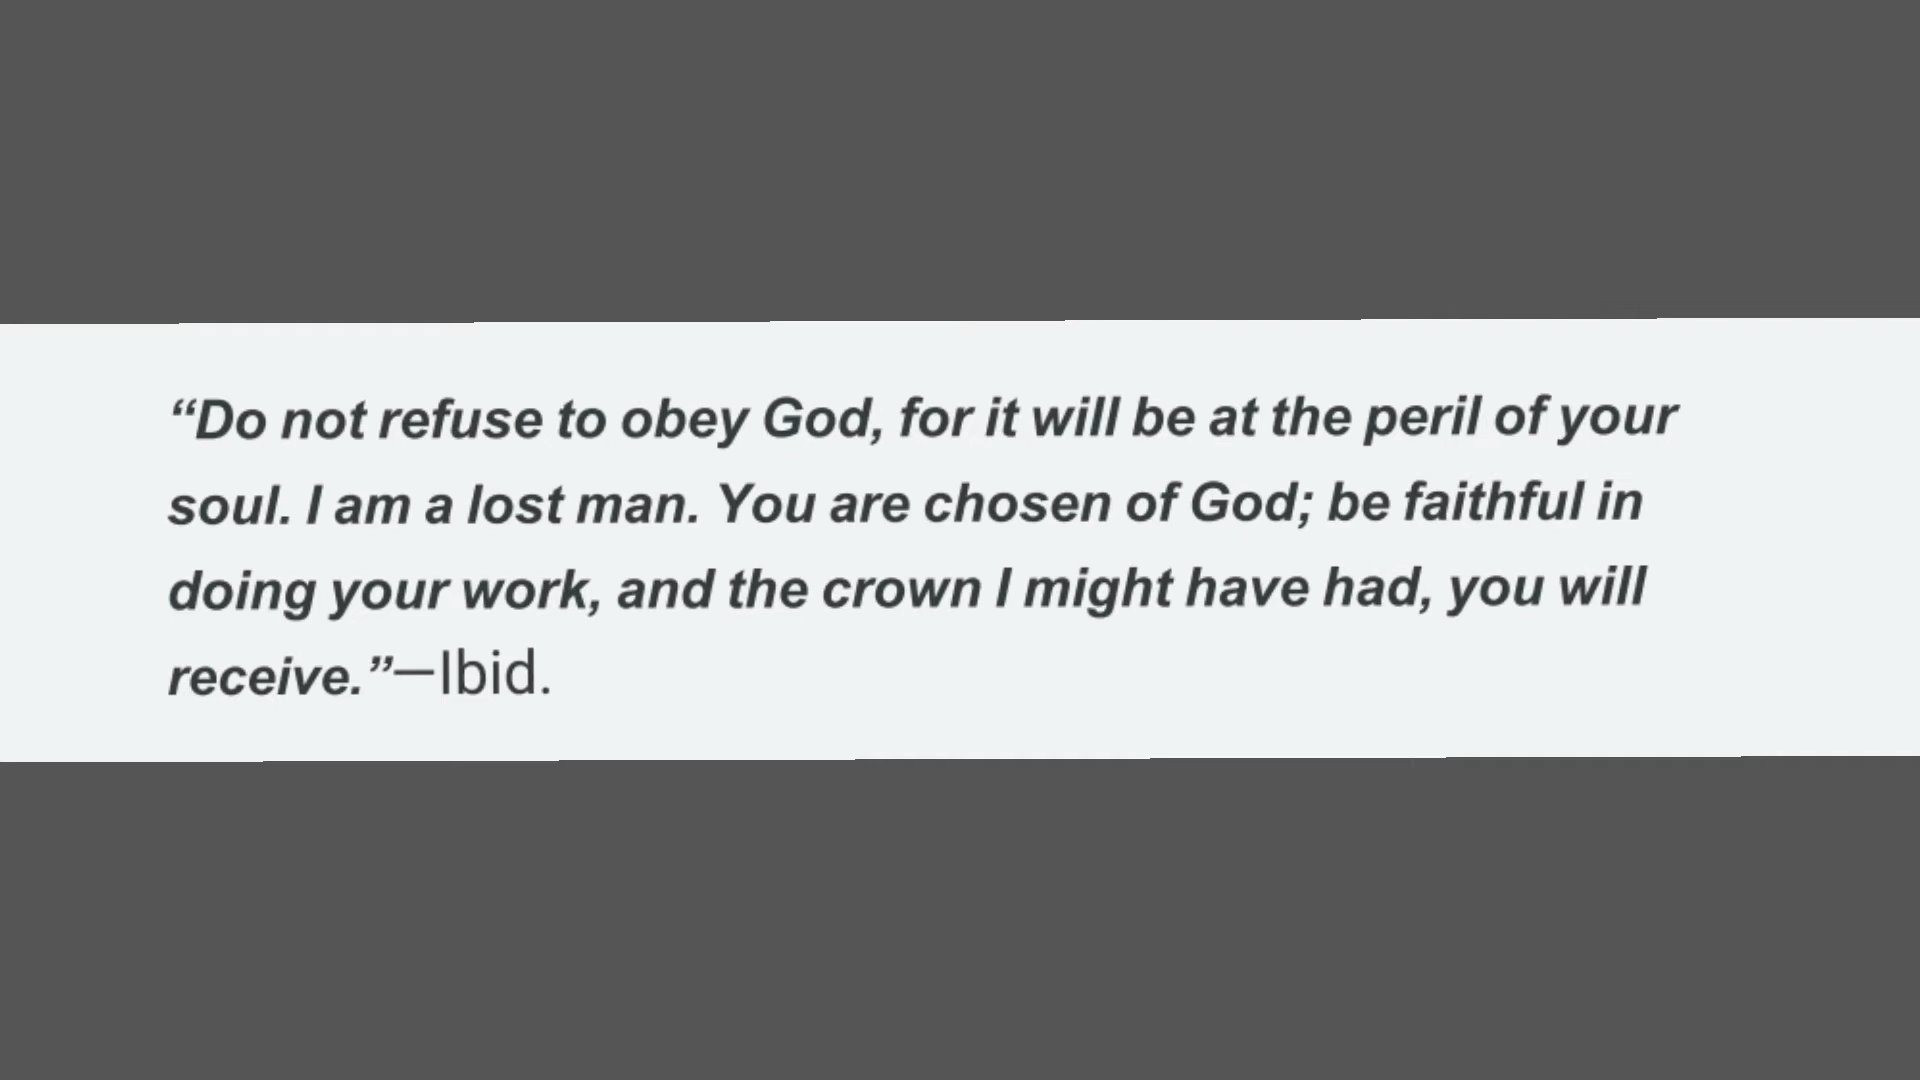 “Do not refuse to obey God, for it will be at the peril of your
soul. I am a lost man. You are chosen of God; be faithful in
doing your work, and the crown I might have had, you will
receive.”—Ibid.